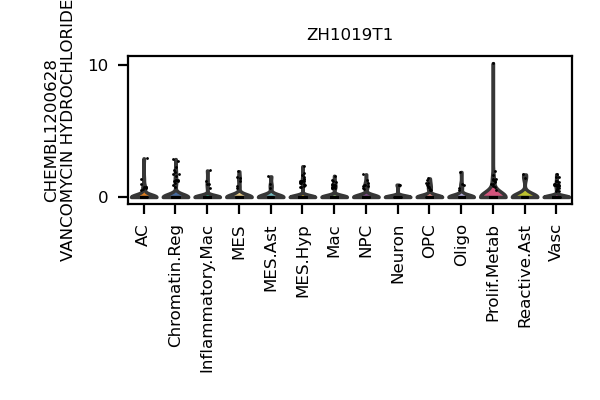 ZH1019T1
CHEMBL1200628
VANCOMYCIN HYDROCHLORIDE
10
0
AC
Chromatin.Reg
Inflammatory.Mac
MES
MES.Ast
MES.Hyp
Mac
NPC
Neuron
OPC
Oligo
Prolif.Metab
Reactive.Ast
Vasc